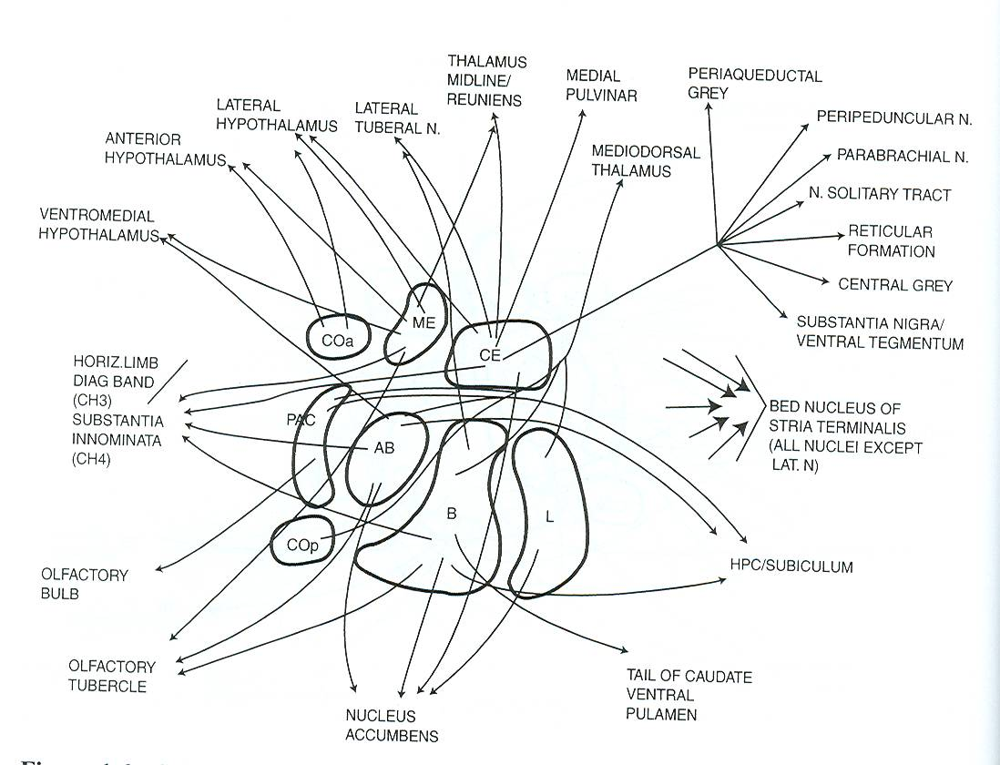 THALAMUS
MIDLINE/
REUNIENS
MEDIAL
PULVINAR
PERIAQUEDUCTAL
GREY
LATERAL
HYPOTHALAMUS
LATERAL
TUBERAL N.
PERIPEDUNCULAR N.
ANTERIOR
HYPOTHALAMUS
MEDIODORSAL
THALAMUS
PARABRACHIAL N.
N. SOLITARY TRACT
VENTROMEDIAL
HYPOTHALAMUS
RETICULAR
FORMATION
CENTRAL GREY
SUBSTANTIA NIGRA/
VENTRAL TEGMENTUM
ME
COa
CE
HORIZ.LIMB
DIAG BAND
(CH3)
SUBSTANTIA
INNOMINATA
(CH4)
PAC
AB
BED NUCLEUS OF
STRIA TERMINALIS
(ALL NUCLEI EXCEPT
LAT. N)
B
L
COp
HPC/SUBICULUM
OLFACTORY
BULB
OLFACTORY
TUBERCLE
TAIL OF CAUDATE
VENTRAL
PULAMEN
NUCLEUS
ACCUMBENS